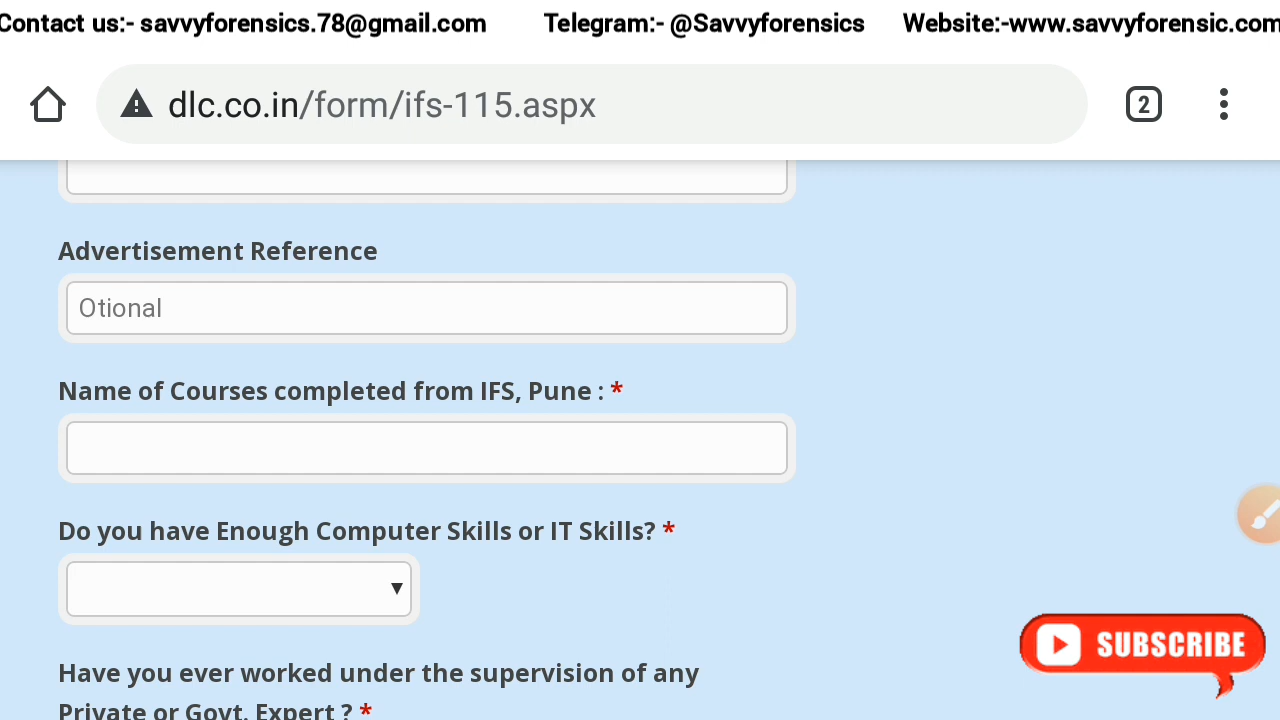 Contact us:- savvyforensics.78@gmail.com Telegram:- @Savvyforensics Website:-www.savvyforensic.com
dlc.co.in/form/ifs-115.aspx
2
Advertisement Reference
Otional
Name of Courses completed from IFS, Pune : *
Do you have Enough Computer Skills or IT Skills? *
SUBSCRIBE
Have you ever worked under the supervision of any
Private or Govt. Expert ? *